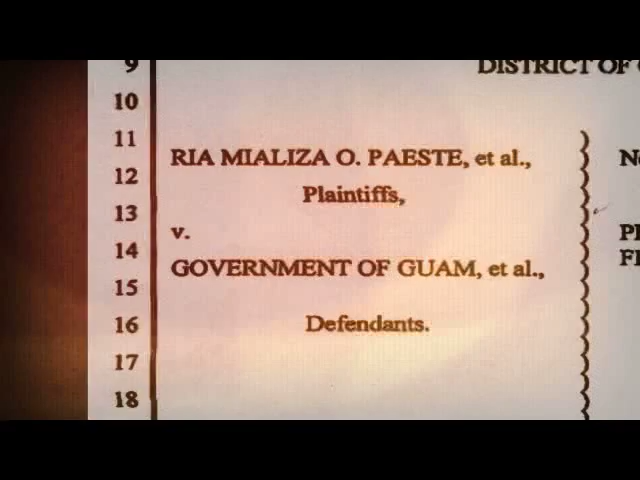 9
DISTRICT OF
10
11
RIA MIALIZA O. PAESTE, et al.,
12
Plaintiffs,
13
v.
14
GOVERNMENT OF GUAM, et al.,
15
16
Defendants.
17
18